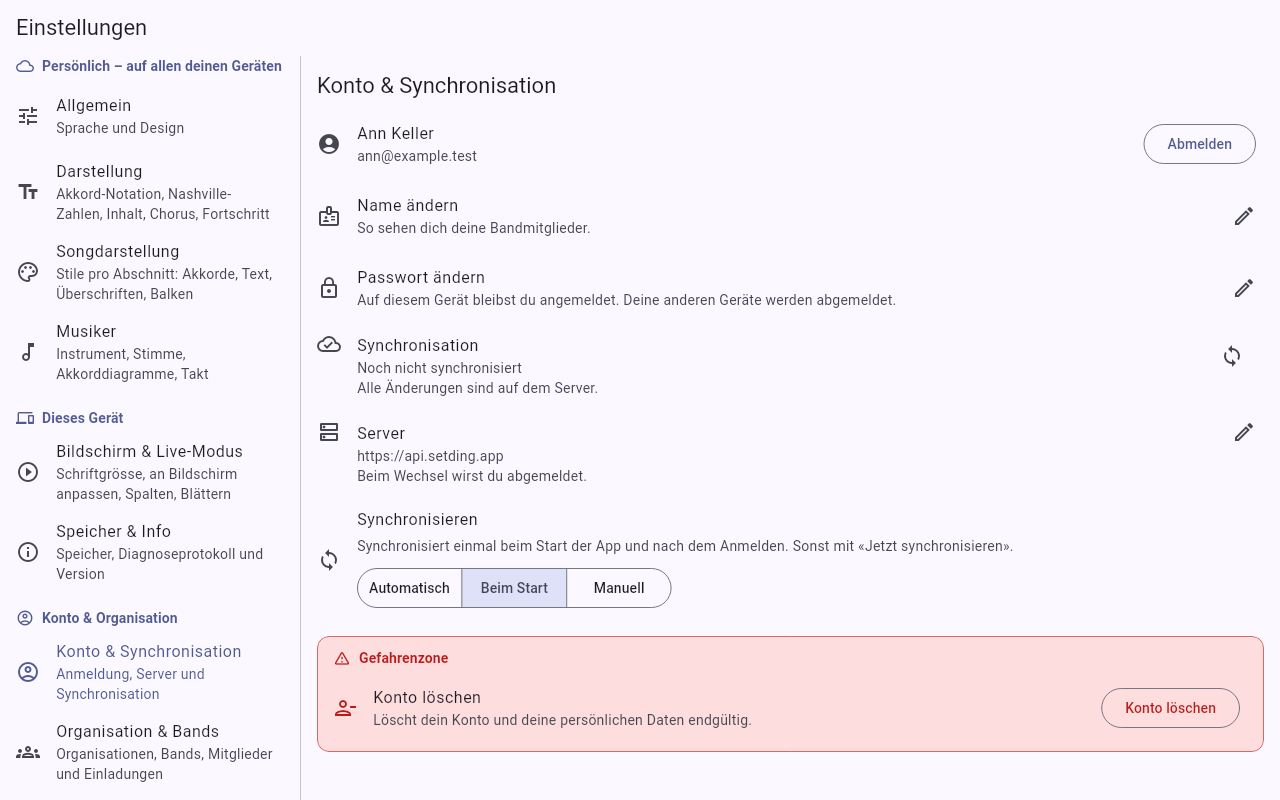 Einstellungen
Persönlich – auf allen deinen Geräten
Allgemein
Sprache und Design
Darstellung
Akkord-Notation, Nashville-
Zahlen, Inhalt, Chorus, Fortschritt
Songdarstellung
Stile pro Abschnitt: Akkorde, Text,
Überschriften, Balken
Musiker
Instrument, Stimme,
Akkorddiagramme, Takt
Dieses Gerät
Bildschirm & Live-Modus
Schriftgrösse, an Bildschirm
anpassen, Spalten, Blättern
Speicher & Info
Speicher, Diagnoseprotokoll und
Version
Konto & Organisation
Konto & Synchronisation
Anmeldung, Server und
Synchronisation
Organisation & Bands
Organisationen, Bands, Mitglieder
und Einladungen
Konto & Synchronisation
Ann Keller
ann@example.test
Abmelden
Name ändern
So sehen dich deine Bandmitglieder.
Passwort ändern
Auf diesem Gerät bleibst du angemeldet. Deine anderen Geräte werden abgemeldet.
Synchronisation
Noch nicht synchronisiert
Alle Änderungen sind auf dem Server.
Server
https://api.setding.app
Beim Wechsel wirst du abgemeldet.
Synchronisieren
Synchronisiert einmal beim Start der App und nach dem Anmelden. Sonst mit «Jetzt synchronisieren».
Automatisch
Beim Start
Manuell
Gefahrenzone
Konto löschen
Löscht dein Konto und deine persönlichen Daten endgültig.
Konto löschen